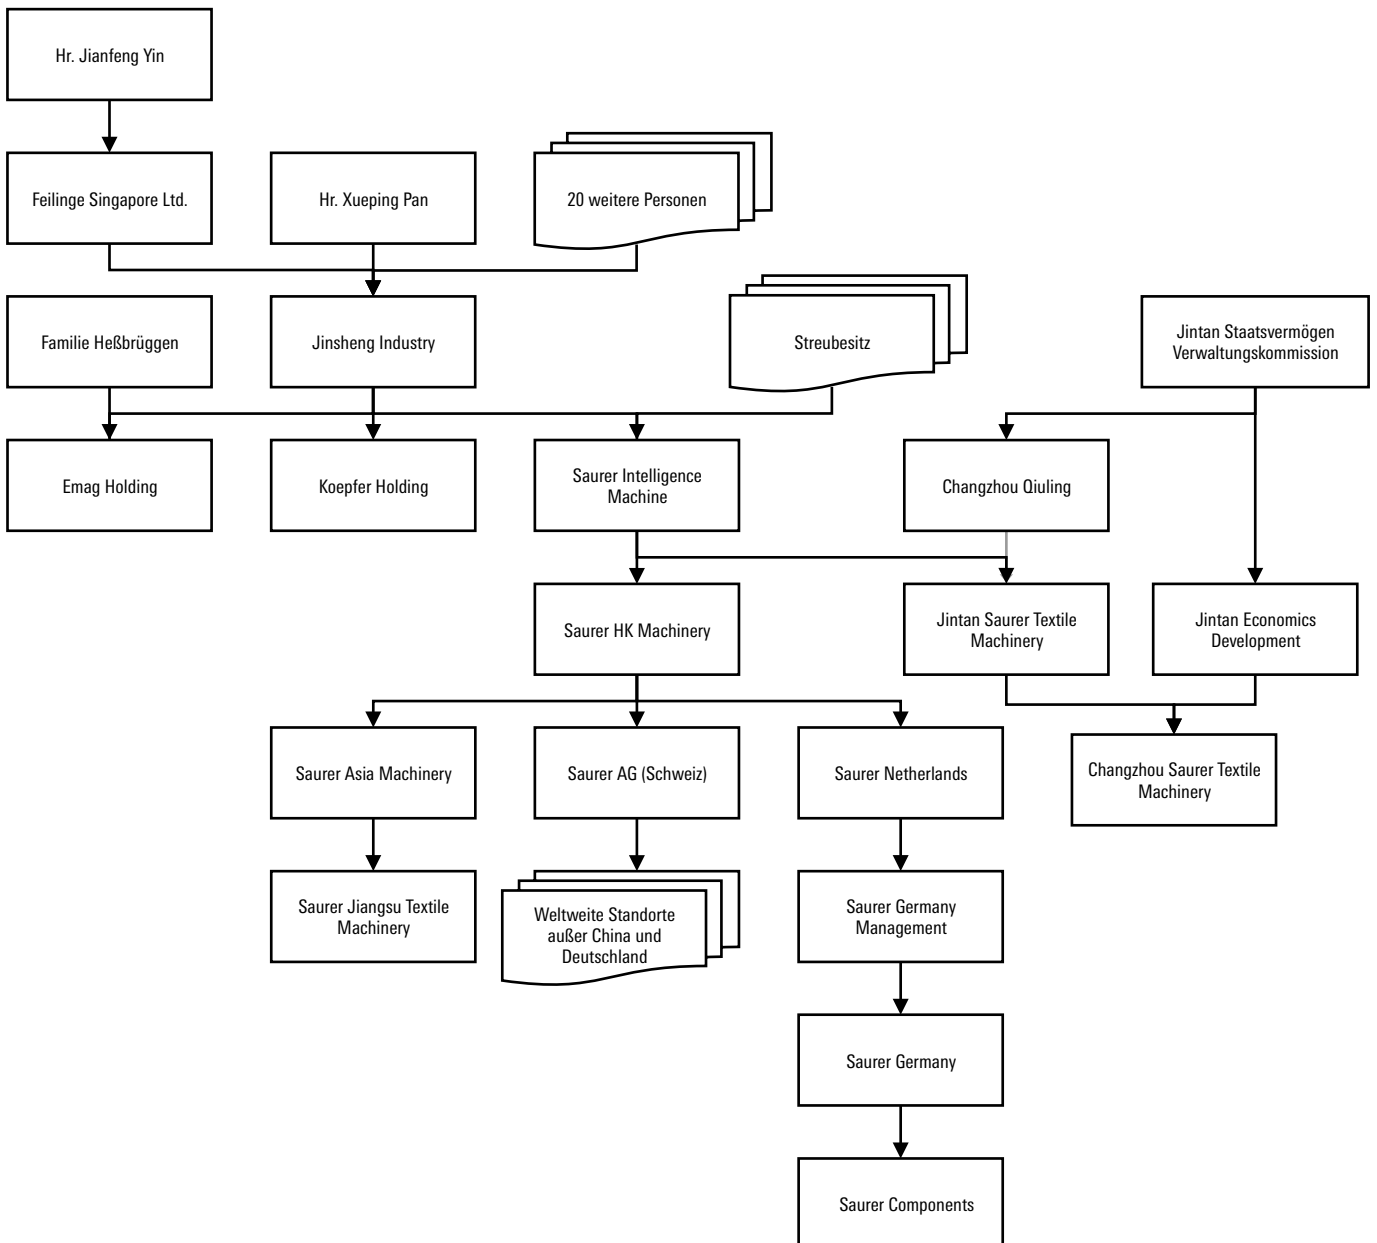 Hr. Jianfeng Yin
Feilinge Singapore Ltd.
Hr. Xueping Pan
20 weitere Personen
Familie Heßbrüggen
Jinsheng Industry
Streubesitz
Jintan Staatsvermögen
Verwaltungskommission
Emag Holding
Koepfer Holding
Saurer Intelligence
Machine
Changzhou Qiuling
Saurer HK Machinery
Jintan Saurer Textile
Machinery
Jintan Economics
Development
Saurer Asia Machinery
Saurer AG (Schweiz)
Saurer Netherlands
Changzhou Saurer Textile
Machinery
Saurer Jiangsu Textile
Machinery
Weltweite Standorte
außer China und
Deutschland
Saurer Germany
Management
Saurer Germany
Saurer Components